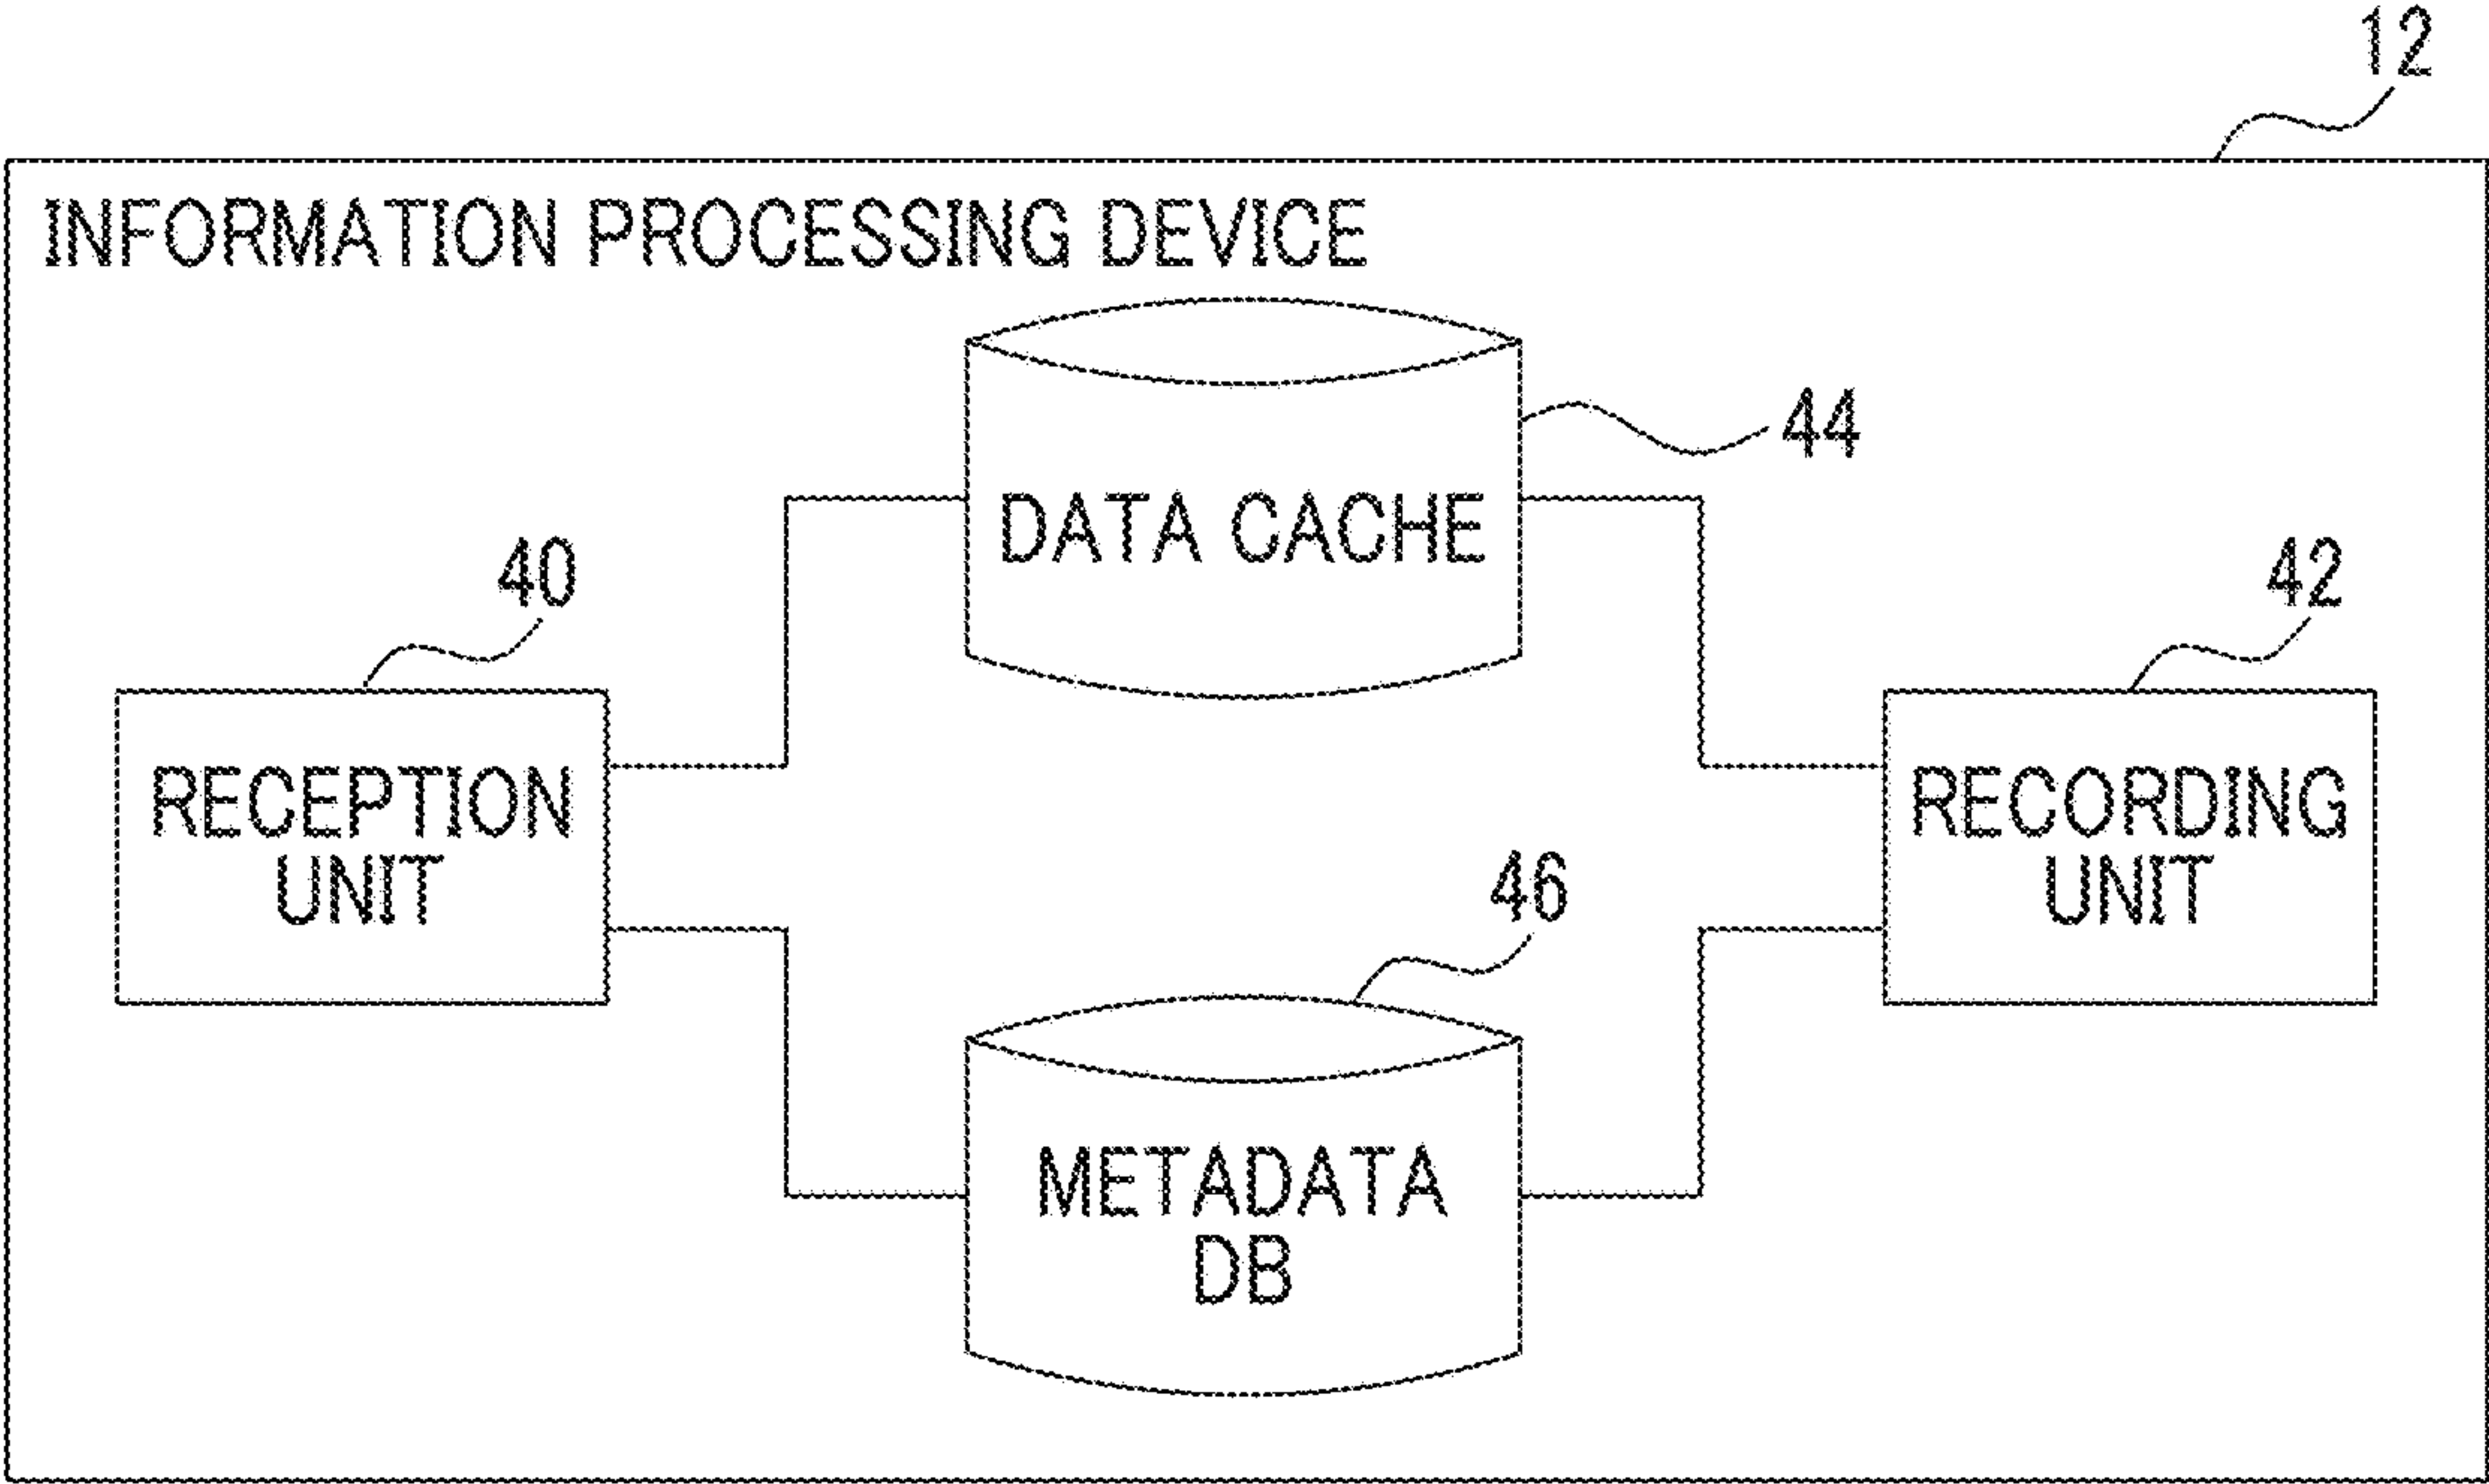 12
INFORMATION PROCESSING DEVICE
44
DATA CACHE
40
42
RECEPTION
UNIT
RECORDING
UNIT
46
METADATA
DB